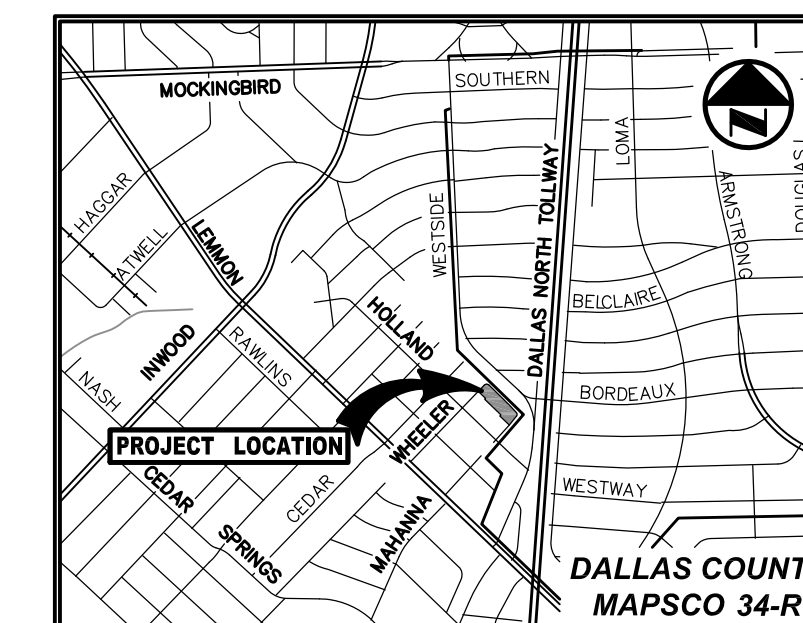 MOCKINGBIRD
SOUTHERN
LOMA
ARMSTRONG
DOUGLAS
HAGGAR
ATWELL
LEMMON
WESTSIDE
DALLAS NORTH TOLLWAY
BELCLAIRE
HOLLAND
INWOOD
RAWLINS
NASH
BORDEAUX
WHEELER
PROJECT LOCATION
CEDAR
SPRINGS
CEDAR
MAHANNA
WESTWAY
N
DALLAS COUNT
MAPSCO 34-R